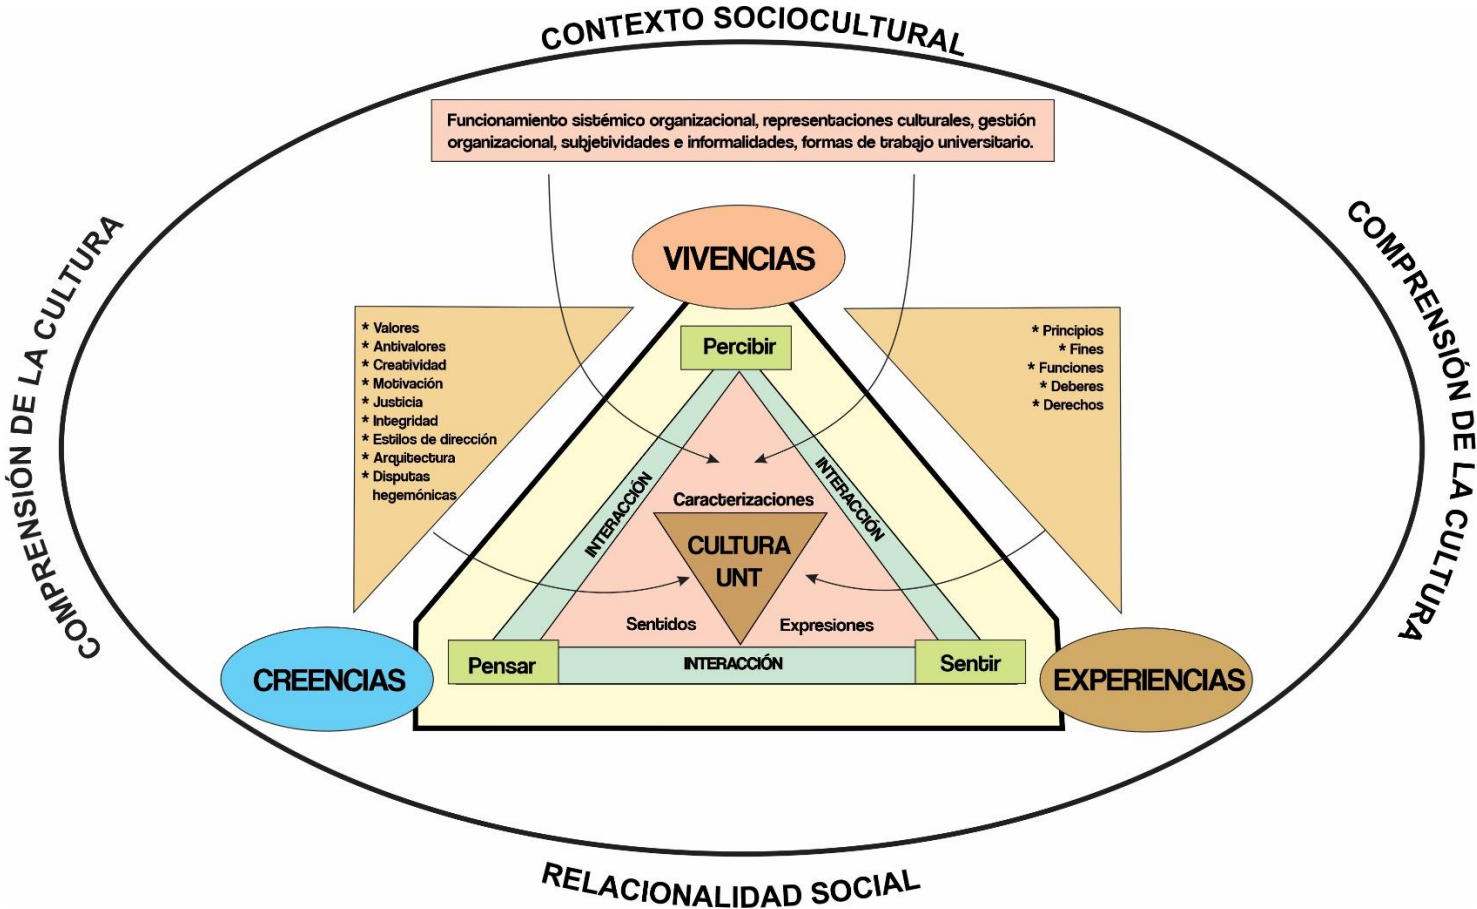 CONTEXTO SOCIOCULTURAL
Funcionamiento sistémico organizacional, representaciones culturales, gestión
organizacional, subjetividades e informalidades, formas de trabajo universitario.
COMPRENSIÓN DE LA CULTURA
COMPRENSIÓN DE LA CULTURA
VIVENCIAS
* Valores
* Antivalores
* Creatividad
* Motivación
* Justicia
* Integridad
* Estilos de dirección
* Arquitectura
* Disputas
hegemónicas
Percibir
* Principios
* Fines
* Funciones
* Deberes
* Derechos
INTERACCIÓN
INTERACCIÓN
Caracterizaciones
CULTURA
UNT
Sentidos
Expresiones
Pensar
INTERACCIÓN
Sentir
CREENCIAS
EXPERIENCIAS
RELACIONALIDAD SOCIAL